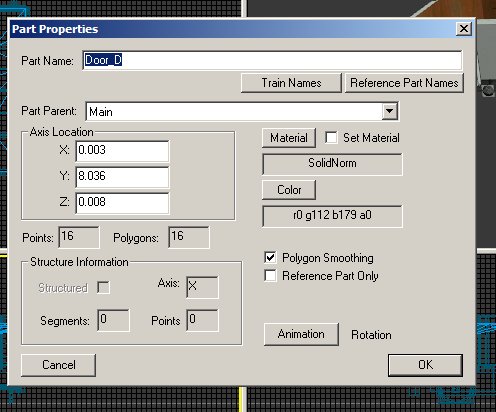 Part Properties
Part Name: Door_D
Train Names Reference Part Names
Part Parent: Main
Axis Location
X: 0.003
Y: 8.036
Z: 0.008
Material Set Material
SolidNorm
Color
r0 g112 b179 a0
Points: 16 Polygons: 16
Polygon Smoothing
Reference Part Only
Structure Information
Structured Axis: X
Segments: 0 Points 0
Animation Rotation
Cancel OK